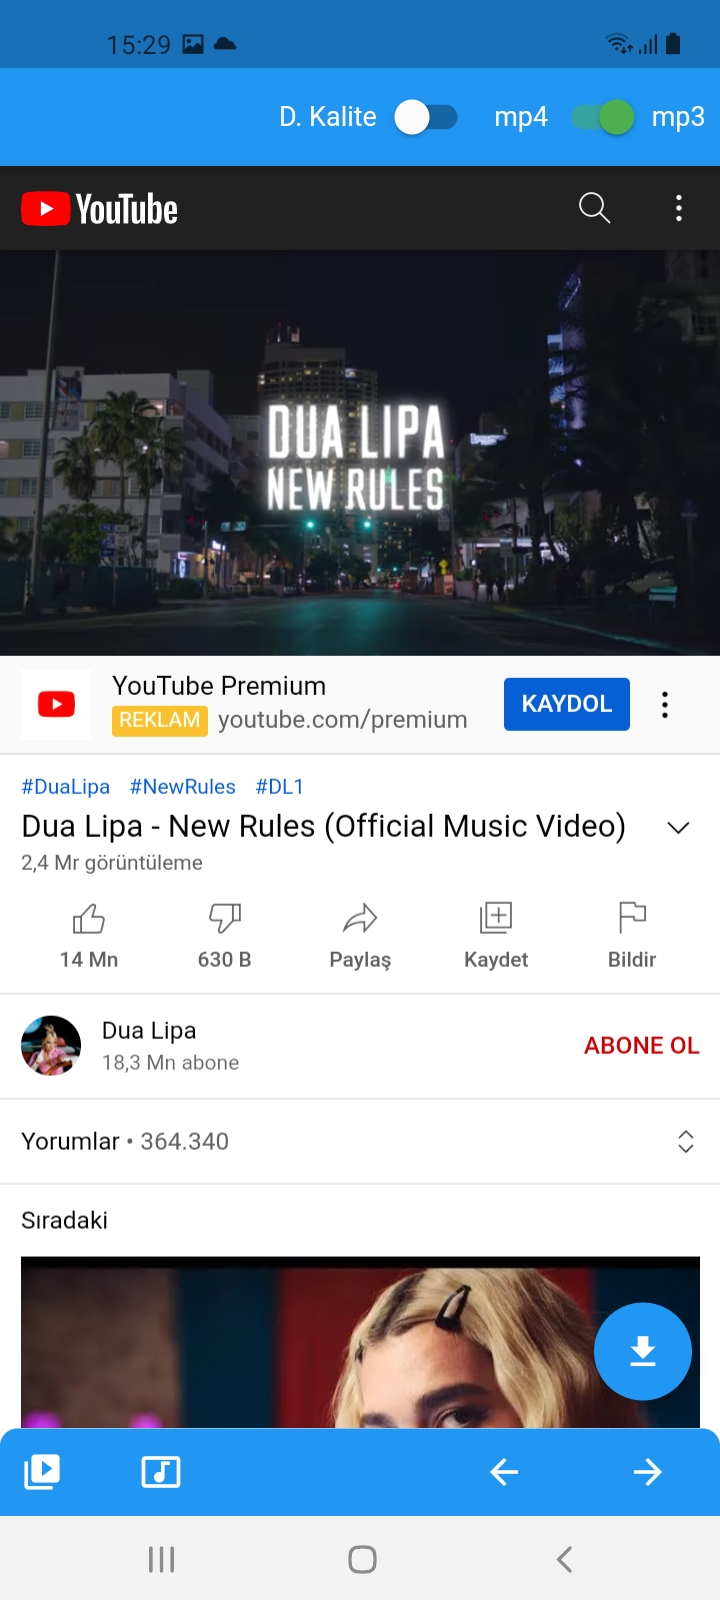 15:29
D. Kalite mp4 mp3
YouTube
DUA LIPA
NEW RULES
YouTube Premium
REKLAM youtube.com/premium
KAYDOL
#DuaLipa #NewRules #DL1
Dua Lipa - New Rules (Official Music Video)
2,4 Mr görüntüleme
14 Mn 630 B Paylaş Kaydet Bildir
Dua Lipa
18,3 Mn abone
ABONE OL
Yorumlar • 364.340
Sıradaki